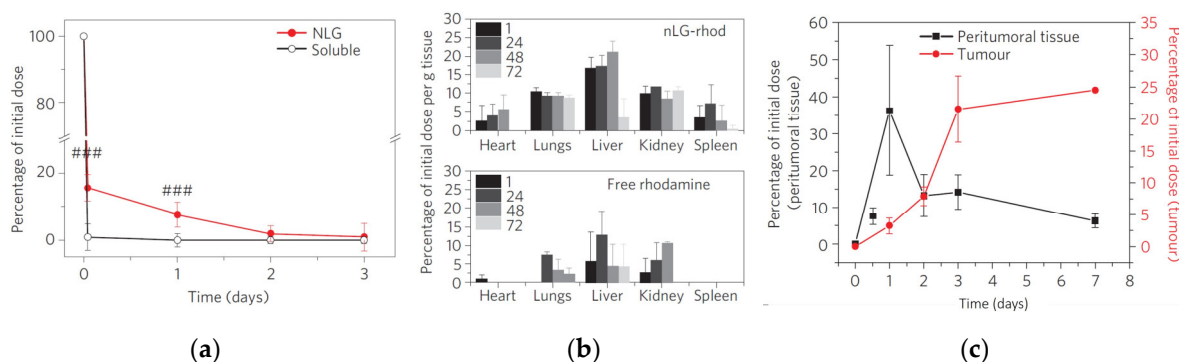 Percentage of initial dose
100
80
20
0
###
###
NLG
Soluble
0
1
2
3
Time (days)
(a)
Percentage of initial dose per g tissue
nLG-rhod
1
24
48
72
30
25
20
15
10
5
0
Heart
Lungs
Liver
Kidney
Spleen
Free rhodamine
1
24
48
72
30
25
20
15
10
5
0
Heart
Lungs
Liver
Kidney
Spleen
(b)
Percentage of initial dose
(peritumoral tissue)
60
50
40
30
20
10
0
Peritumoral tissue
Tumour
35
30
25
20
15
10
5
0
Percentage of initial dose
(tumour)
0
1
2
3
4
5
6
7
8
Time (days)
(c)